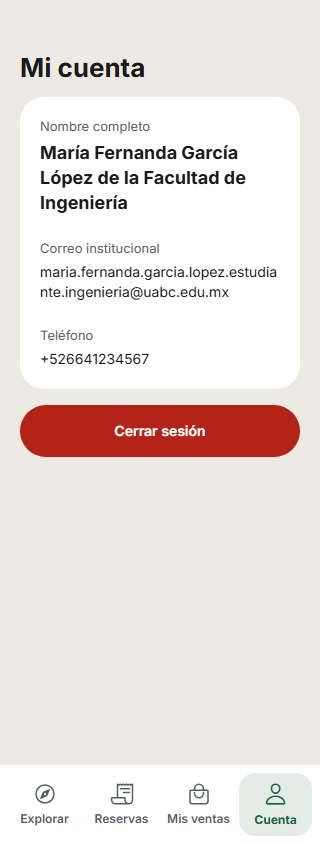 Mi cuenta
Nombre completo
María Fernanda García
López de la Facultad de
Ingeniería
Correo institucional
maria.fernanda.garcia.lopez.estudia
nte.ingenieria@uabc.edu.mx
Teléfono
+526641234567
Cerrar sesión
Explorar
Reservas
Mis ventas
Cuenta